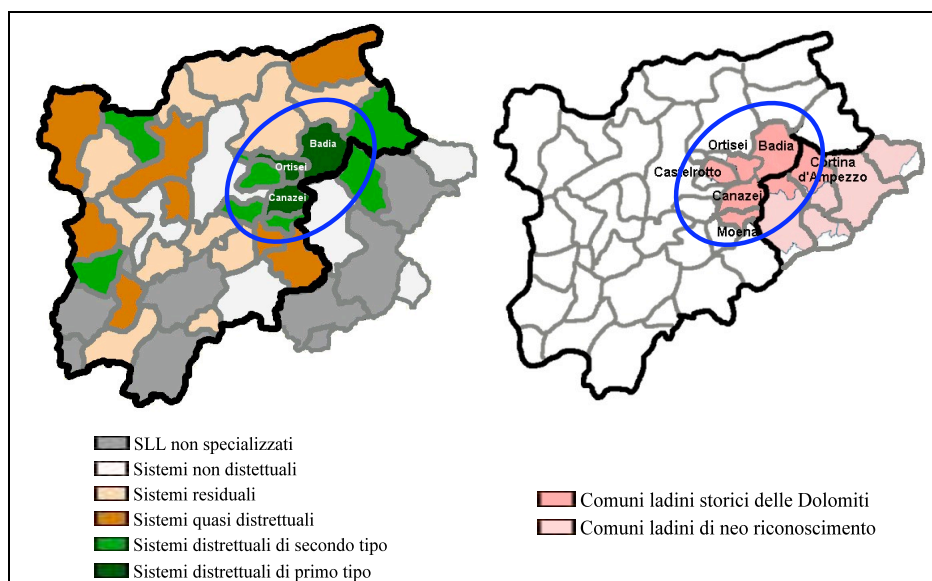 Badia
Ortisei
Canazei
Ortisei
Badia
Castelrotto
Cortina
d'Ampezzo
Canazei
Moena
SLL non specializzati
Sistemi non distettuali
Sistemi residuali
Sistemi quasi distrettuali
Sistemi distrettuali di secondo tipo
Sistemi distrettuali di primo tipo
Comuni ladini storici delle Dolomiti
Comuni ladini di neo riconoscimento